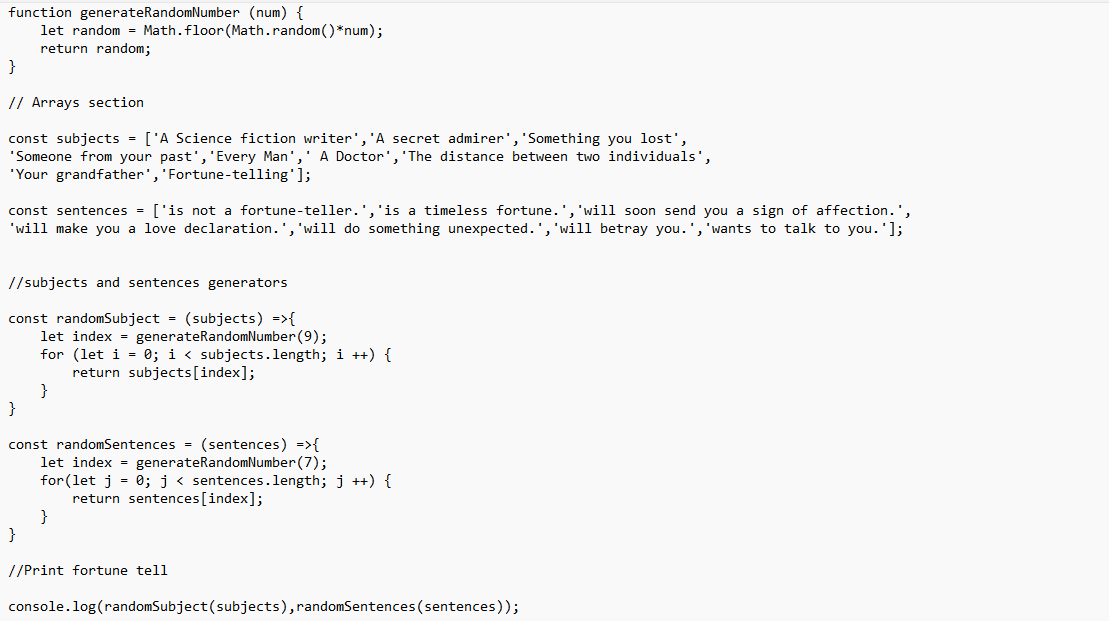 function generateRandomNumber (num) {
    let random = Math.floor(Math.random()*num);
    return random;
}

// Arrays section

const subjects = ['A Science fiction writer','A secret admirer','Something you lost',
'Someone from your past','Every Man',' A Doctor','The distance between two individuals',
'Your grandfather','Fortune-telling'];

const sentences = ['is not a fortune-teller.','is a timeless fortune.','will soon send you a sign of affection.',
'will make you a love declaration.','will do something unexpected.','will betray you.','wants to talk to you.'];


//subjects and sentences generators

const randomSubject = (subjects) =>{
    let index = generateRandomNumber(9);
    for (let i = 0; i < subjects.length; i ++) {
        return subjects[index];
    }
}

const randomSentences = (sentences) =>{
    let index = generateRandomNumber(7);
    for(let j = 0; j < sentences.length; j ++) {
        return sentences[index];
    }
}

//Print fortune tell

console.log(randomSubject(subjects),randomSentences(sentences));